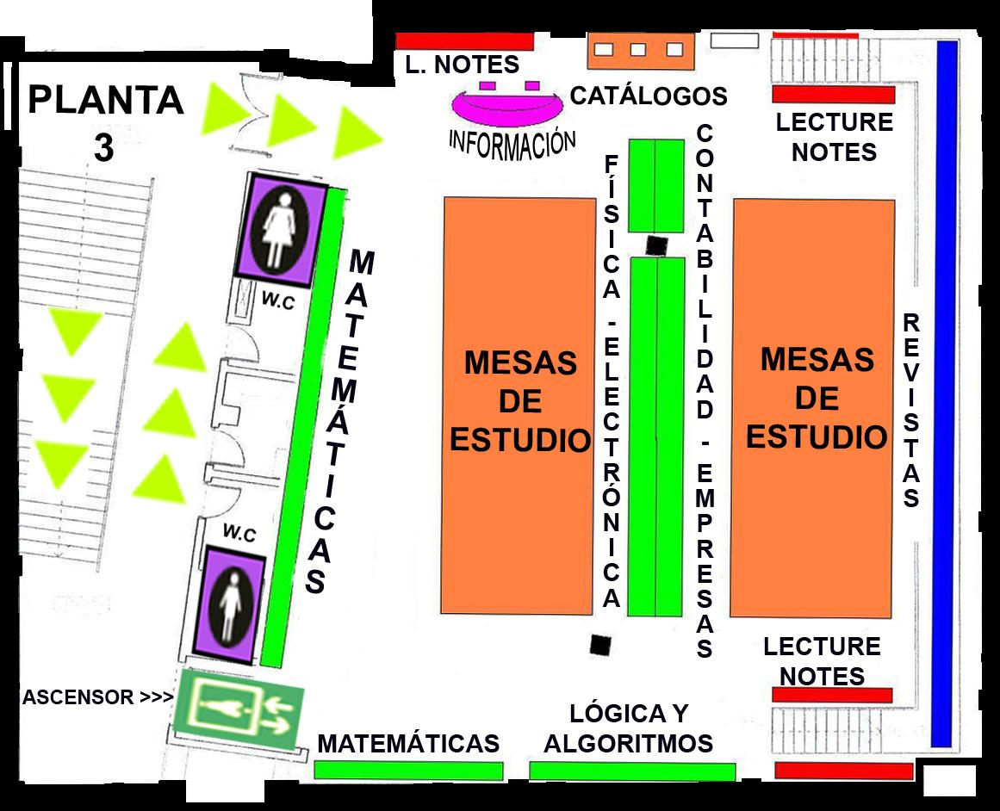 L. NOTES
PLANTA
3
CATÁLOGOS
INFORMACIÓN
LECTURE
NOTES
W.C
MATEMÁTICAS
FÍSICA - ELECTRÓNICA
CONTABILIDAD - EMPRESAS
MESAS
DE
ESTUDIO
MESAS
DE
ESTUDIO
REVISTAS
W.C
LECTURE
NOTES
ASCENSOR >>>
MATEMÁTICAS
LÓGICA Y
ALGORITMOS